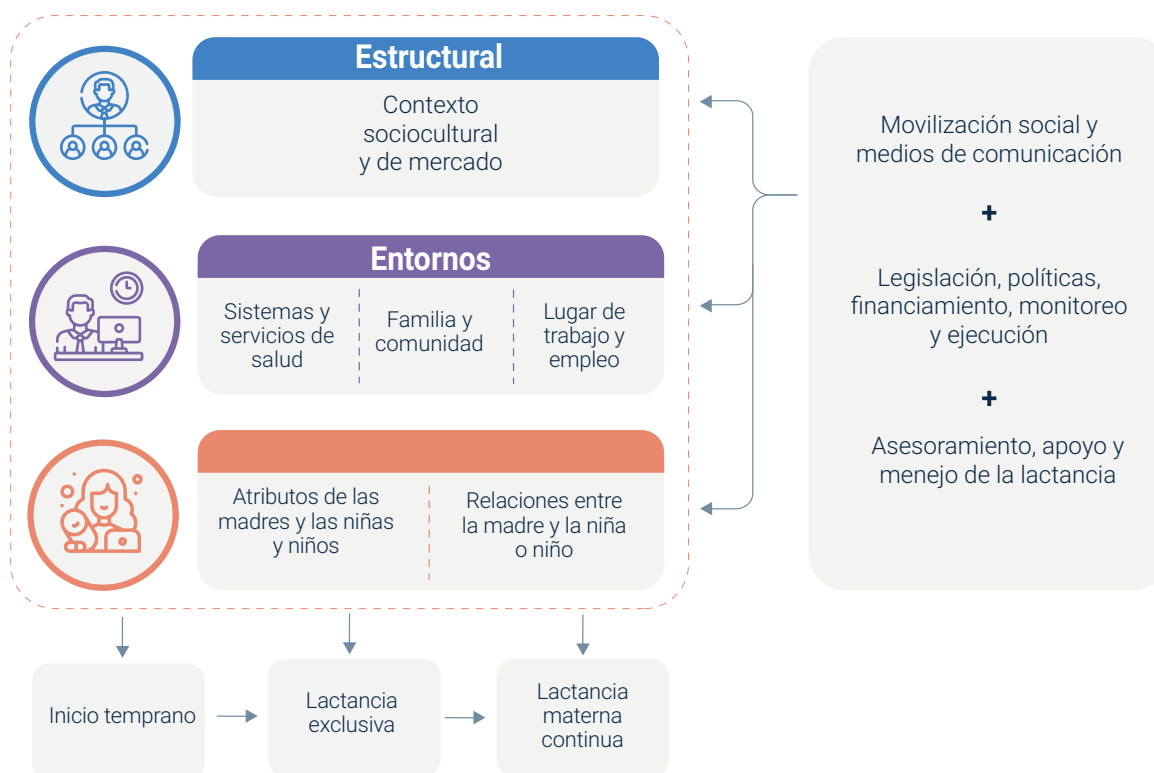 Estructural
Contexto
sociocultural
y de mercado
Entornos
Sistemas y
servicios de
salud
Familia y
comunidad
Lugar de
trabajo y
empleo
Atributos de las
madres y las niñas
y niños
Relaciones entre
la madre y la niña
o niño
Inicio temprano
Lactancia
exclusiva
Lactancia
materna
continua
Movilización social y
medios de comunicación
+
Legislación, políticas,
financiamiento, monitoreo
y ejecución
+
Asesoramiento, apoyo y
menejo de la lactancia